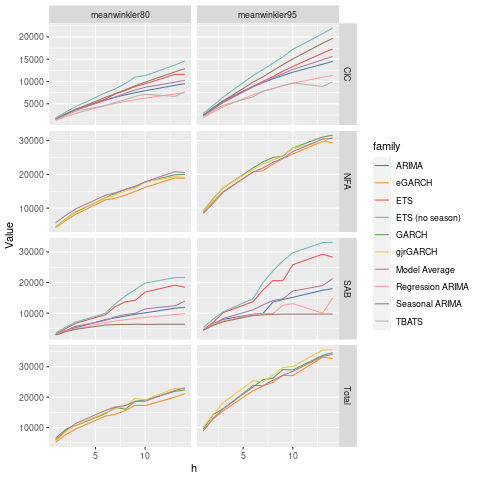 meanwinkler80 meanwinkler95
20000
15000
10000
5000
CIC
30000
20000
10000
NFA
30000
20000
10000
SAB
30000
20000
10000
Total
5 10 5 10
h
Value
family
ARIMA
eGARCH
ETS
ETS (no season)
GARCH
gjrGARCH
Model Average
Regression ARIMA
Seasonal ARIMA
TBATS